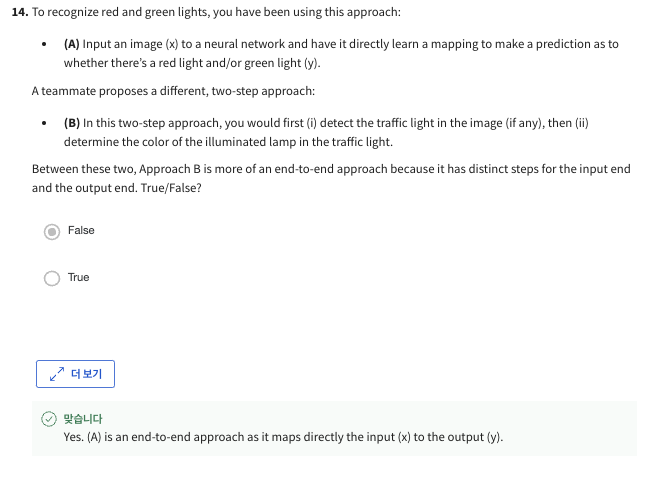 14. To recognize red and green lights, you have been using this approach:
• (A) Input an image (x) to a neural network and have it directly learn a mapping to make a prediction as to
whether there's a red light and/or green light (y).
A teammate proposes a different, two-step approach:
• (B) In this two-step approach, you would first (i) detect the traffic light in the image (if any), then (ii)
determine the color of the illuminated lamp in the traffic light.
Between these two, Approach B is more of an end-to-end approach because it has distinct steps for the input end
and the output end. True/False?
False
True
더 보기
맞습니다
Yes. (A) is an end-to-end approach as it maps directly the input (x) to the output (y).